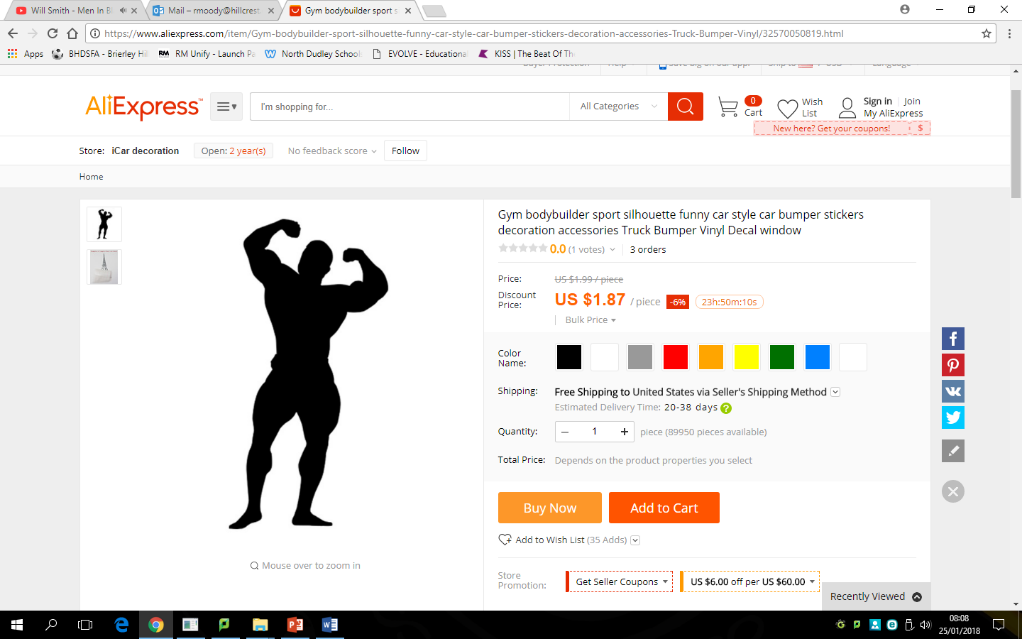 Will Smith - Men In B
Mail – rmoody@hillcrest
Gym bodybuilder sport s
https://www.aliexpress.com/item/Gym-bodybuilder-sport-silhouette-funny-car-style-car-bumper-stickers-decoration-accessories-Truck-Bumper-Vinyl/32570050819.html
Apps
BHDSFA - Brierley Hi
RM Unify - Launch Pa
North Dudley School
EVOLVE - Educational
KISS | The Beat Of Th
AliExpress™
I'm shopping for...
All Categories
0
Cart
Wish
List
Sign in
Join
My AliExpress
New here? Get your coupons!
$
Store: iCar decoration
Open: 2 year(s)
No feedback score
Follow
Home
Gym bodybuilder sport silhouette funny car style car bumper stickers
decoration accessories Truck Bumper Vinyl Decal window
0.0 (1 votes)
3 orders
Price: US $1.99 / piece
Discount
Price:
US $1.87 / piece -6% 23h:50m:10s
Bulk Price
Color
Name:
Shipping: Free Shipping to United States via Seller's Shipping Method
Estimated Delivery Time: 20-38 days ?
Quantity: – 1 + piece (89950 pieces available)
Total Price: Depends on the product properties you select
Buy Now
Add to Cart
Add to Wish List (35 Adds)
Mouse over to zoom in
Store
Promotion:
Get Seller Coupons
US $6.00 off per US $60.00
Recently Viewed
08:08
25/01/2018